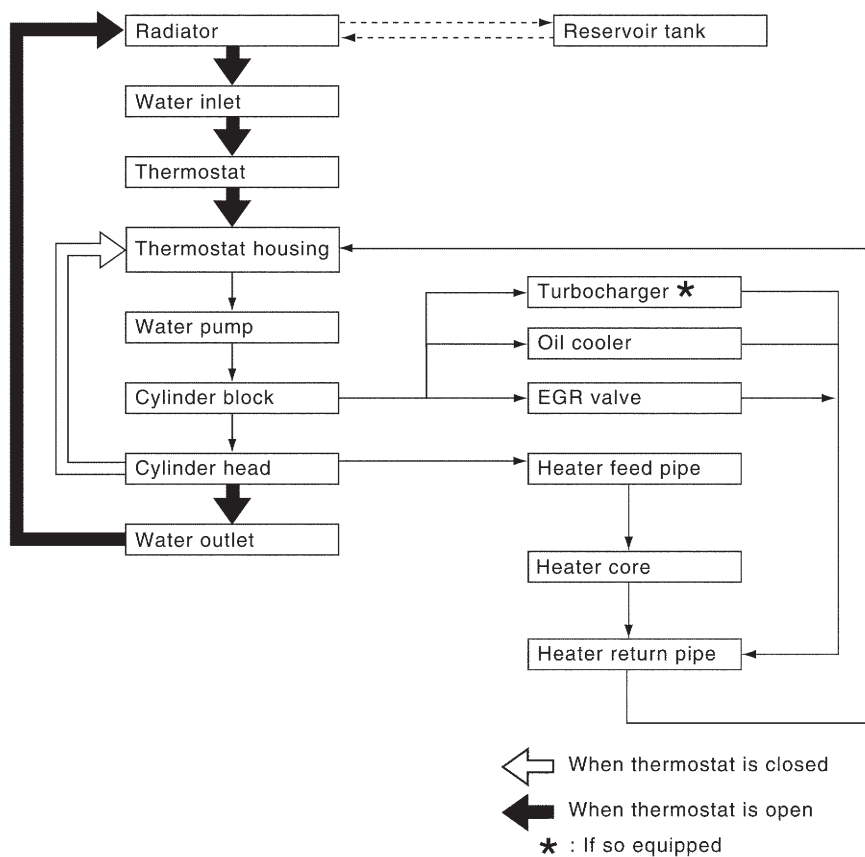 Radiator
Reservoir tank
Water inlet
Thermostat
Thermostat housing
Turbocharger *
Water pump
Oil cooler
Cylinder block
EGR valve
Cylinder head
Heater feed pipe
Water outlet
Heater core
Heater return pipe
When thermostat is closed
When thermostat is open
* : If so equipped